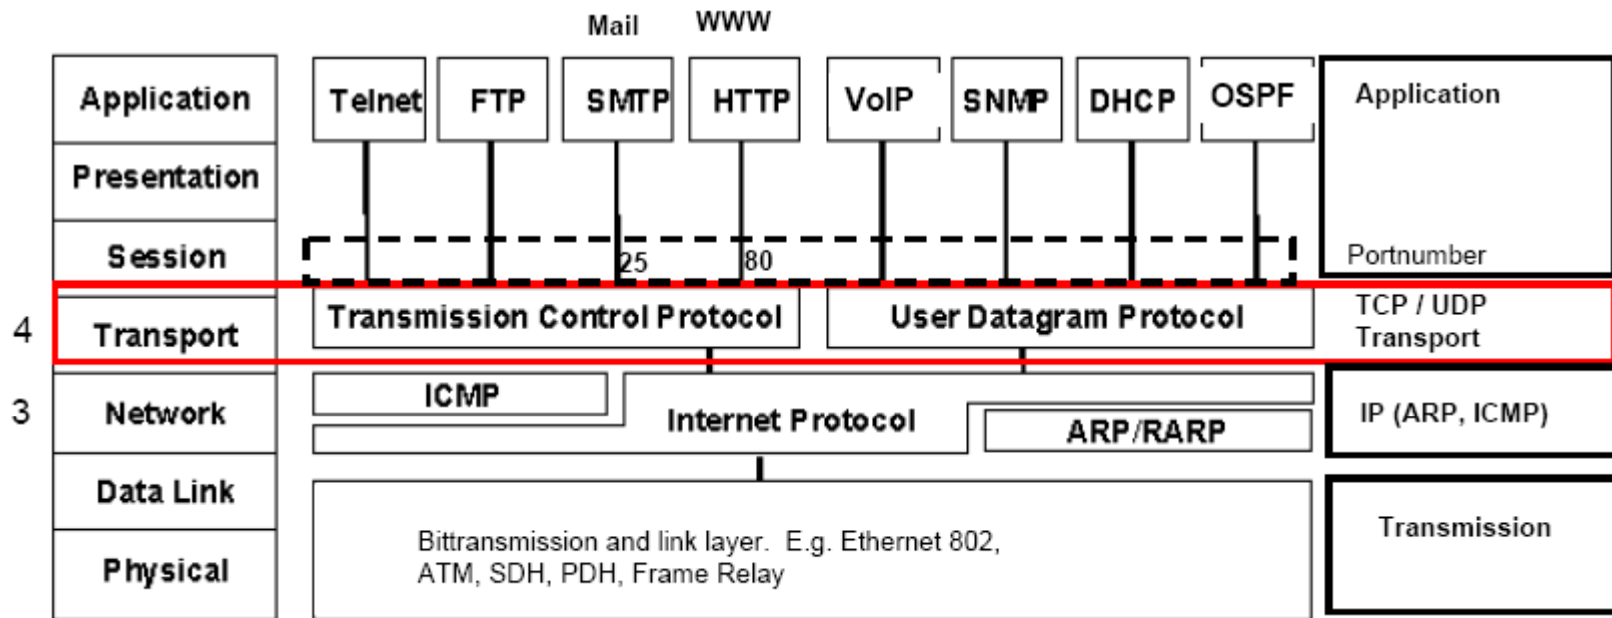 Mail WWW
Application Telnet FTP SMTP HTTP VoIP SNMP DHCP OSPF Application
Presentation
Session 25 80 Portnumber
4 Transport Transmission Control Protocol User Datagram Protocol TCP / UDP
Transport
3 Network ICMP Internet Protocol ARP/RARP IP (ARP, ICMP)
Data Link
Bittransmission and link layer. E.g. Ethernet 802, Transmission
Physical ATM, SDH, PDH, Frame Relay